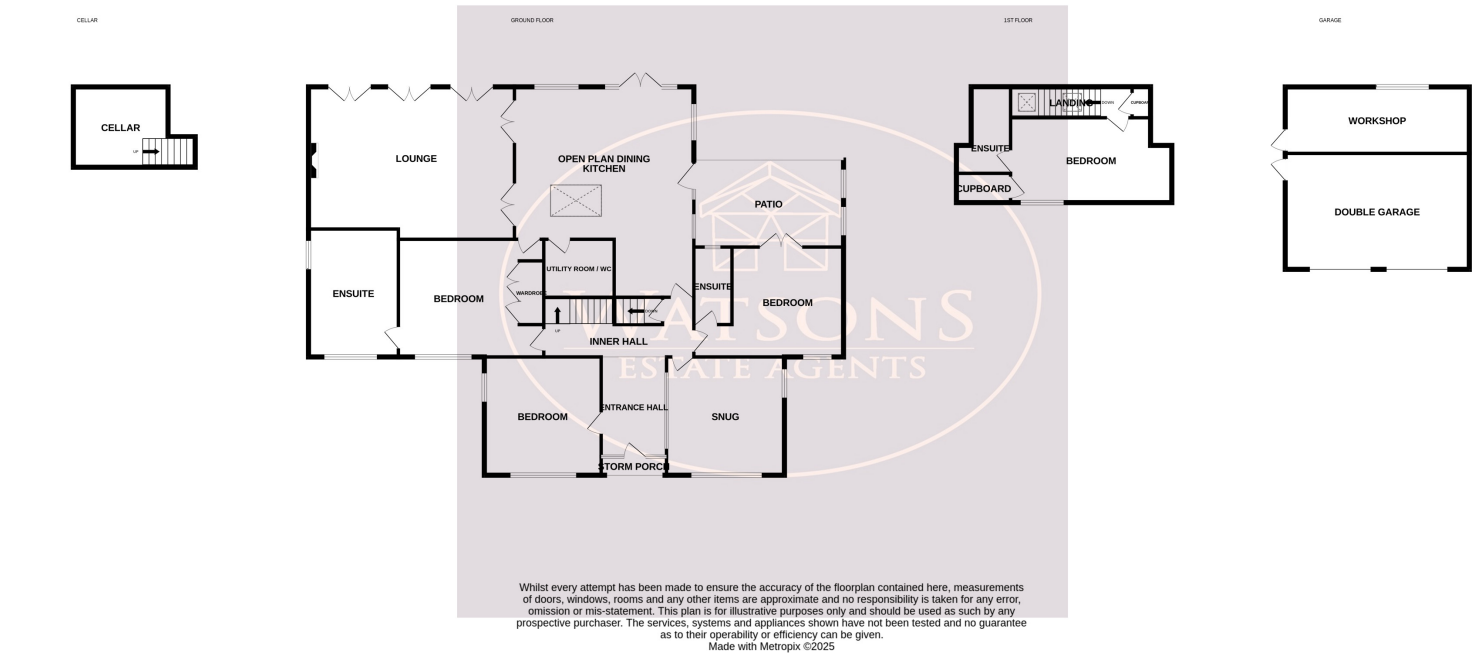 CELLAR
GROUND FLOOR
1ST FLOOR
GARAGE
CELLAR
UP
LOUNGE
OPEN PLAN DINING
KITCHEN
PATIO
ENSUITE
BEDROOM
WARDROBE
UTILITY ROOM / WC
ENSUITE
BEDROOM
UP
DOWN
INNER HALL
BEDROOM
ENTRANCE HALL
SNUG
STORM PORCH
LANDING
DOWN
CUPBOARD
ENSUITE
BEDROOM
CUPBOARD
WORKSHOP
DOUBLE GARAGE
WATSONS
ESTATE AGENTS
Whilst every attempt has been made to ensure the accuracy of the floorplan contained here, measurements
of doors, windows, rooms and any other items are approximate and no responsibility is taken for any error,
omission or mis-statement. This plan is for illustrative purposes only and should be used as such by any
prospective purchaser. The services, systems and appliances shown have not been tested and no guarantee
as to their operability or efficiency can be given.
Made with Metropix ©2025